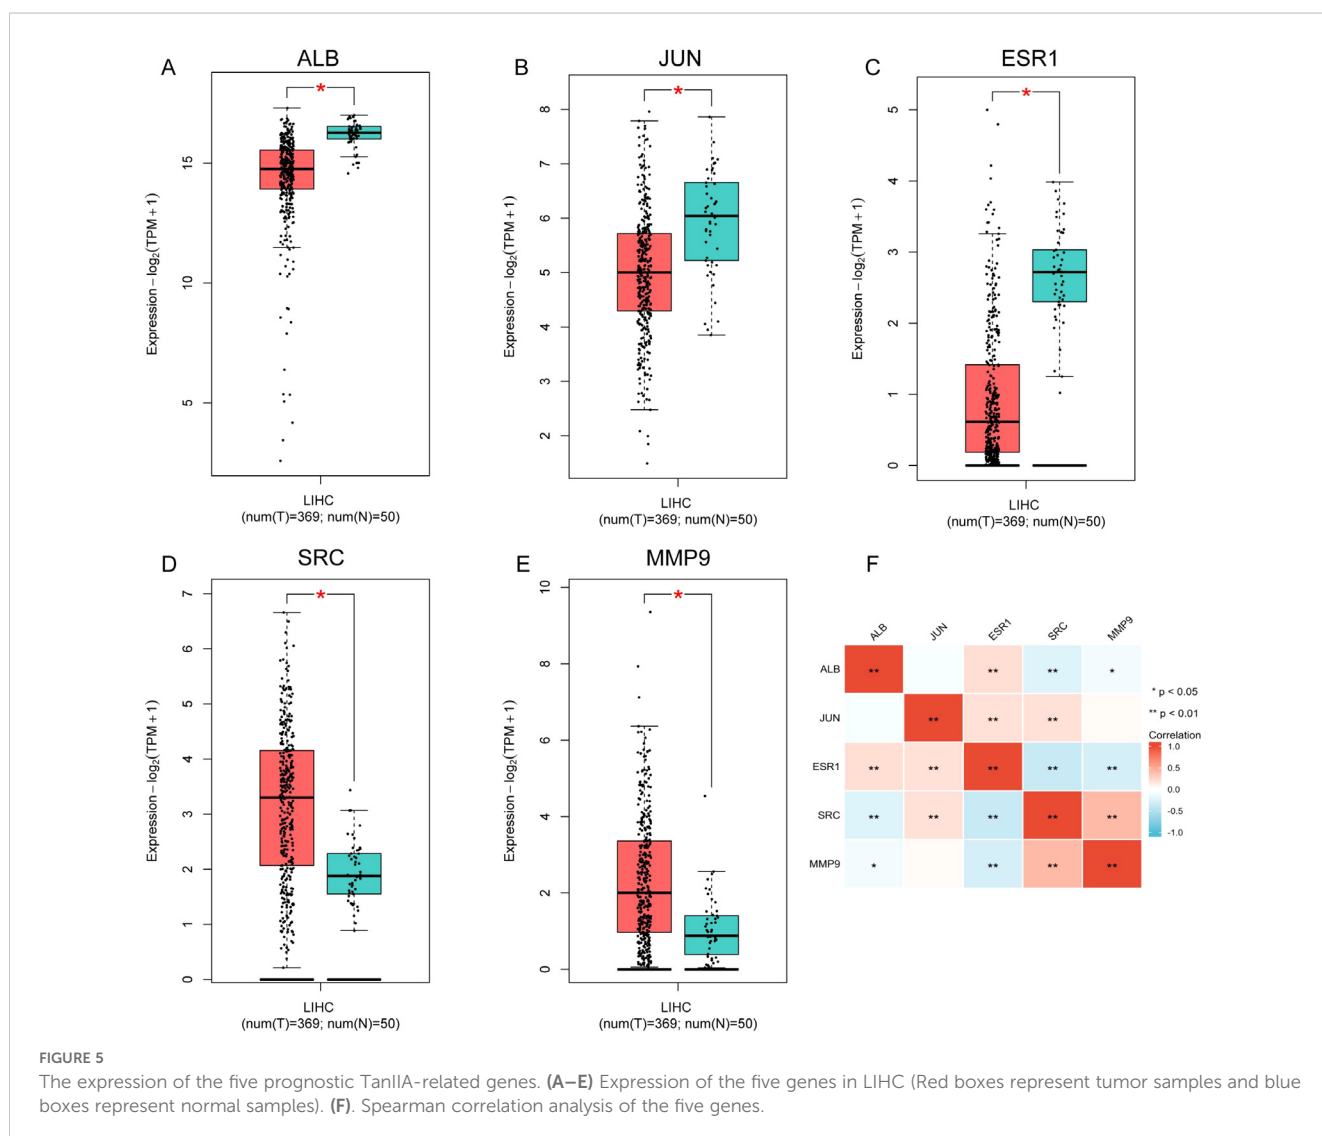 A
ALB
*
Expression – log2(TPM + 1)
15
10
5
LIHC
(num(T)=369; num(N)=50)
B
JUN
*
Expression – log2(TPM + 1)
8
7
6
5
4
3
2
LIHC
(num(T)=369; num(N)=50)
C
ESR1
*
Expression – log2(TPM + 1)
5
4
3
2
1
0
LIHC
(num(T)=369; num(N)=50)
D
SRC
*
Expression – log2(TPM + 1)
7
6
5
4
3
2
1
0
LIHC
(num(T)=369; num(N)=50)
E
MMP9
*
Expression – log2(TPM + 1)
10
8
6
4
2
0
LIHC
(num(T)=369; num(N)=50)
F
ALB JUN ESR1 SRC MMP9
ALB ** ** ** *
JUN ** ** **
ESR1 ** ** ** ** **
SRC ** ** ** ** **
MMP9 * ** ** **
* p < 0.05
** p < 0.01
Correlation
1.0
0.5
0.0
-0.5
-1.0
FIGURE 5
The expression of the five prognostic TanIIA-related genes. (A–E) Expression of the five genes in LIHC (Red boxes represent tumor samples and blue
boxes represent normal samples). (F). Spearman correlation analysis of the five genes.